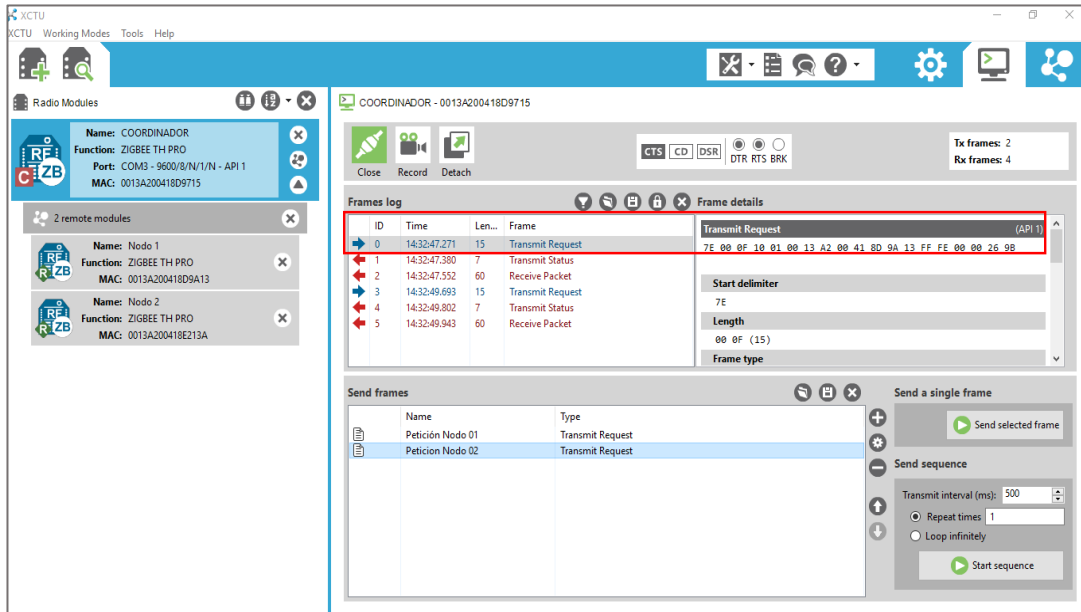 XCTU
XCTU Working Modes Tools Help
Radio Modules
Name: COORDINADOR
Function: ZIGBEE TH PRO
Port: COM3 - 9600/8/N/1/N - API 1
MAC: 0013A200418D9715
RF
C ZB
2 remote modules
Name: Nodo 1
Function: ZIGBEE TH PRO
MAC: 0013A200418D9A13
RF
R ZB
Name: Nodo 2
Function: ZIGBEE TH PRO
MAC: 0013A200418E213A
RF
R ZB
COORDINADOR - 0013A200418D9715
Close Record Detach
CTS CD DSR DTR RTS BRK
Tx frames: 2
Rx frames: 4
Frames log
ID Time Len... Frame
0 14:32:47.271 15 Transmit Request
1 14:32:47.380 7 Transmit Status
2 14:32:47.552 60 Receive Packet
3 14:32:49.693 15 Transmit Request
4 14:32:49.802 7 Transmit Status
5 14:32:49.943 60 Receive Packet
Frame details
Transmit Request (API 1)
7E 00 0F 10 01 00 13 A2 00 41 8D 9A 13 FF FE 00 00 26 9B
Start delimiter
7E
Length
00 0F (15)
Frame type
Send frames
Name Type
Petición Nodo 01 Transmit Request
Peticion Nodo 02 Transmit Request
Send a single frame
Send selected frame
Send sequence
Transmit interval (ms): 500
Repeat times 1
Loop infinitely
Start sequence